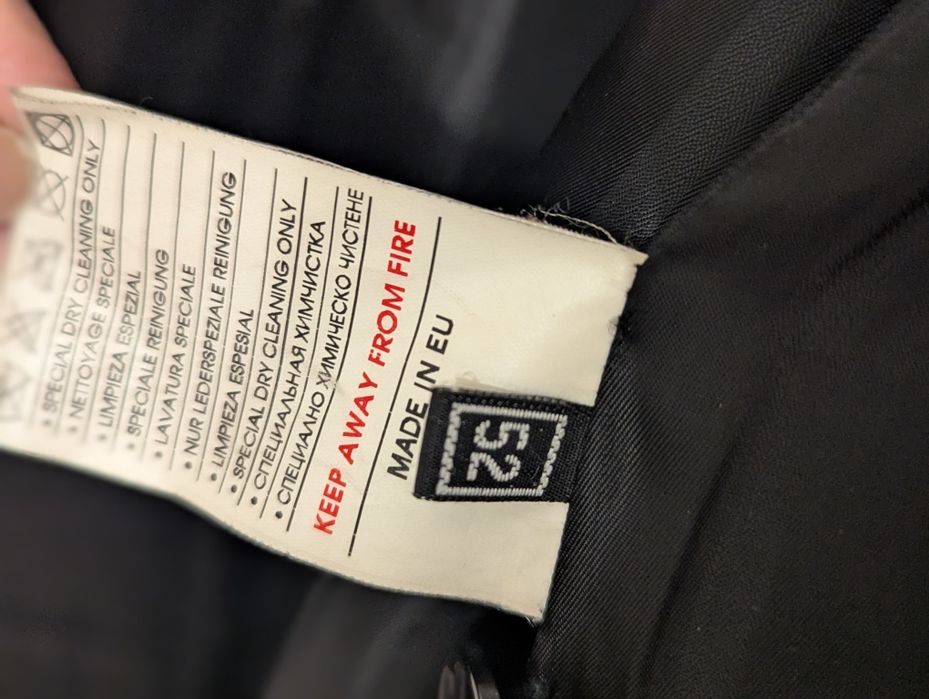 • SPECIAL DRY CLEANING ONLY
• NETTOYAGE SPECIALE
• LIMPIEZA ESPEZIAL
• SPECIALE REINIGUNG
• LAVATURA SPECIALE
• NUR LEDERSPEZIALE REINIGUNG
• LIMPIEZA ESPESIAL
• SPECIAL DRY CLEANING ONLY
• СПЕЦИАЛЬНАЯ ХИМЧИСТКА
• СПЕЦИАЛНО ХИМИЧЕСКО ЧИСТЕНЕ
KEEP AWAY FROM FIRE
MADE IN EU
52